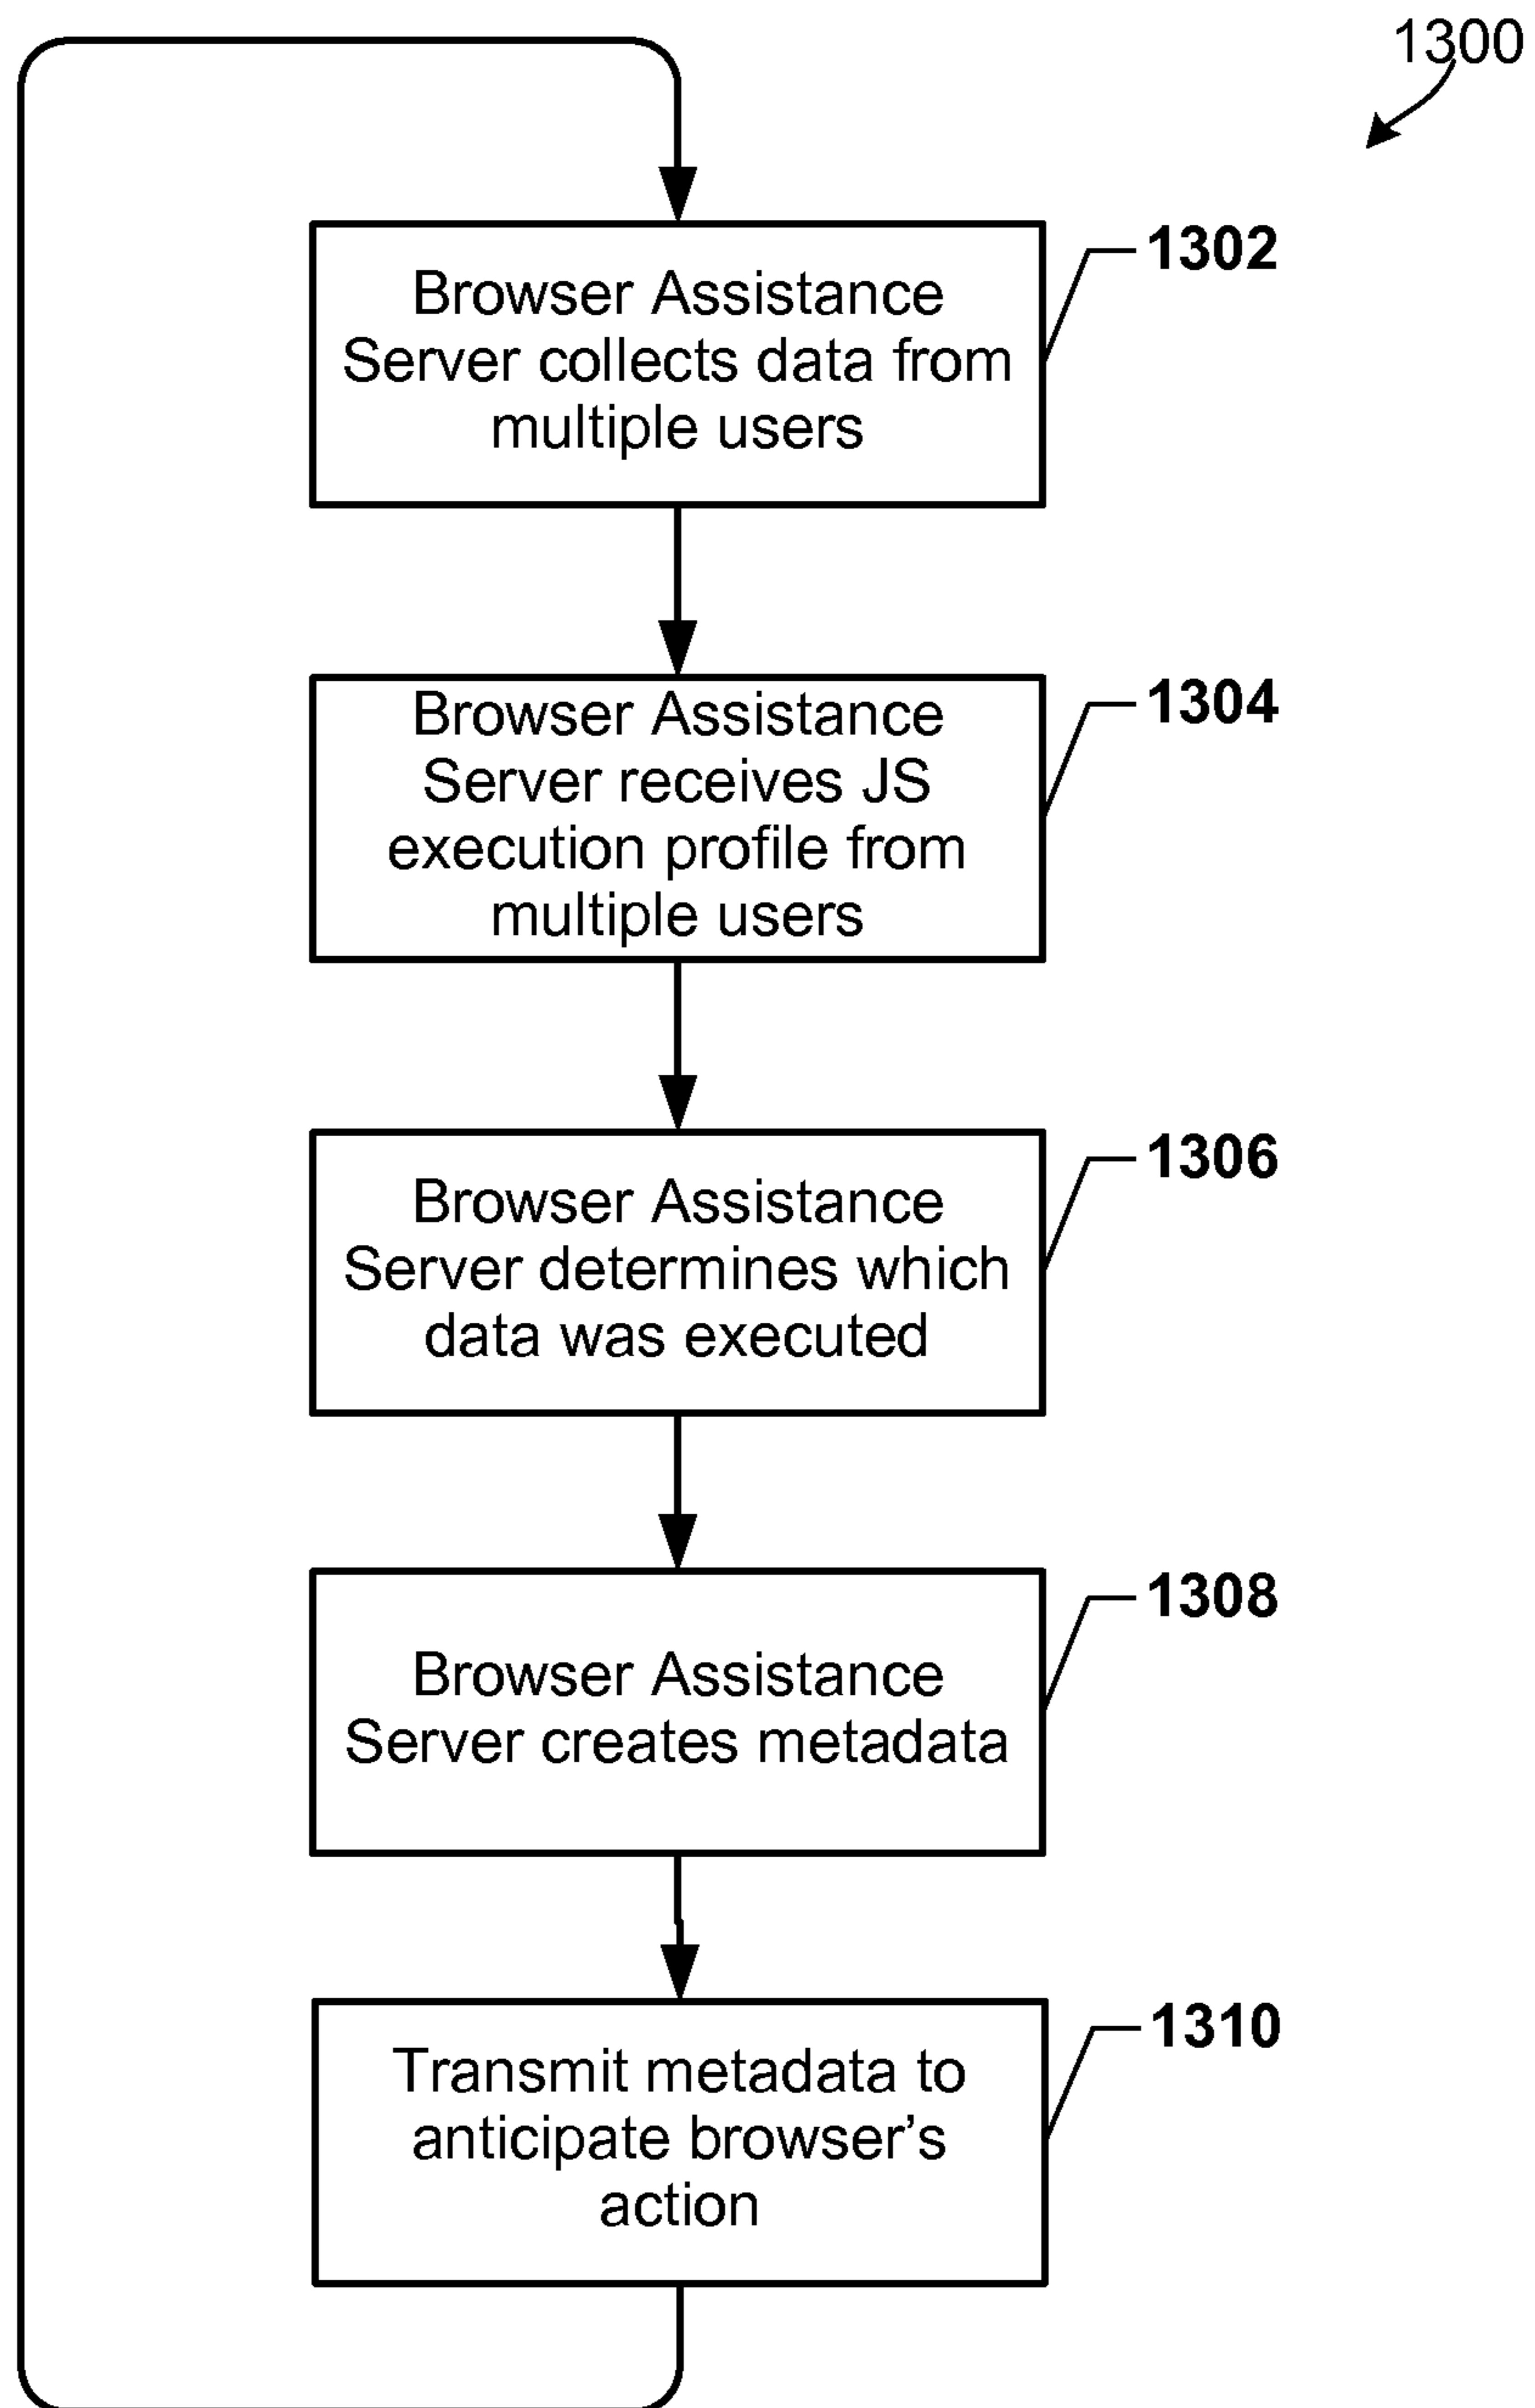 1300
Browser Assistance
Server collects data from
multiple users
1302
Browser Assistance
Server receives JS
execution profile from
multiple users
1304
Browser Assistance
Server determines which
data was executed
1306
Browser Assistance
Server creates metadata
1308
Transmit metadata to
anticipate browser’s
action
1310